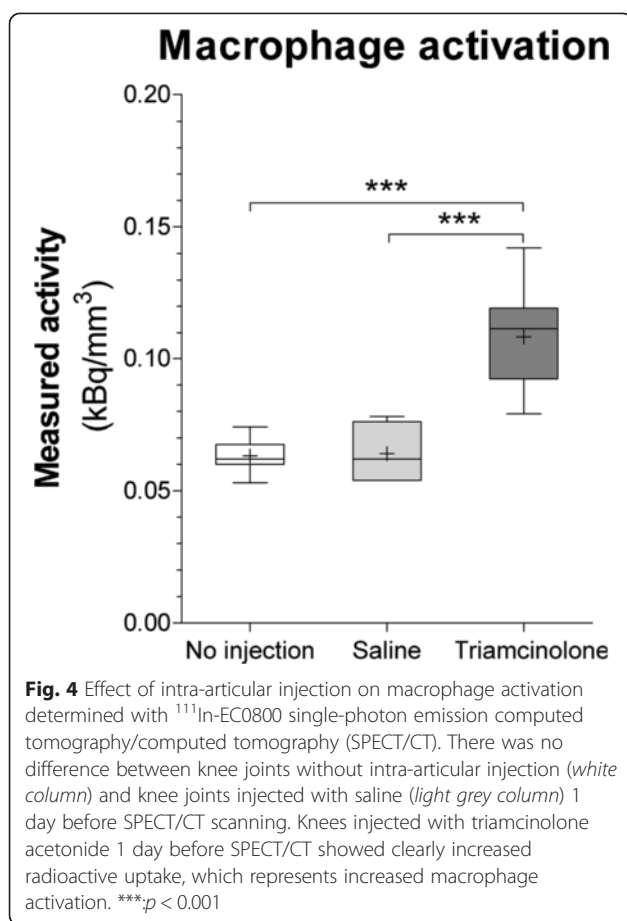 Macrophage activation
0.20
0.15
0.10
0.05
0.00
Measured activity
(kBq/mm³)
***
***
No injection Saline Triamcinolone
Fig. 4 Effect of intra-articular injection on macrophage activation
determined with ¹¹¹In-EC0800 single-photon emission computed
tomography/computed tomography (SPECT/CT). There was no
difference between knee joints without intra-articular injection (white
column) and knee joints injected with saline (light grey column) 1
day before SPECT/CT scanning. Knees injected with triamcinolone
acetonide 1 day before SPECT/CT showed clearly increased
radioactive uptake, which represents increased macrophage
activation. ***:p < 0.001